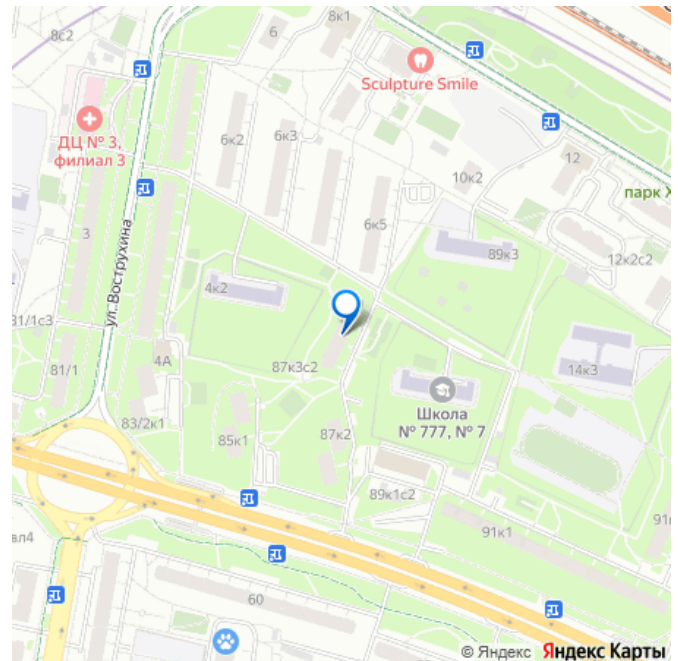 8к1
8с2
6
Sculpture Smile
ДЦ № 3,
филиал 3
6к2
6к3
12
10к2
парк
6к5
3
ул. Вострухина
89к3
12к2с2
4к2
81/1с3
4А
87к3с2
14к3
81/1
Школа
№ 777, № 7
83/2к1
85к1
87к2
89к1с2
91к1
60
© Яндекс Яндекс Карты